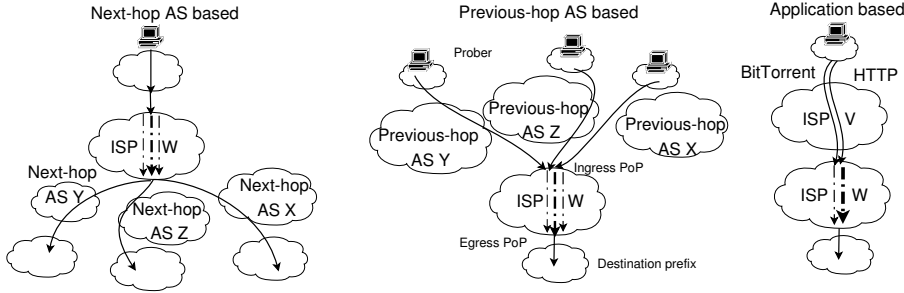 Next-hop AS based
ISP W
Next-hop
AS Y
Next-hop
AS Z
Next-hop
AS X
Previous-hop AS based
Prober
Previous-hop
AS Y
Previous-hop
AS Z
Previous-hop
AS X
Ingress PoP
ISP W
Egress PoP
Destination prefix
Application based
BitTorrent
HTTP
ISP V
ISP W